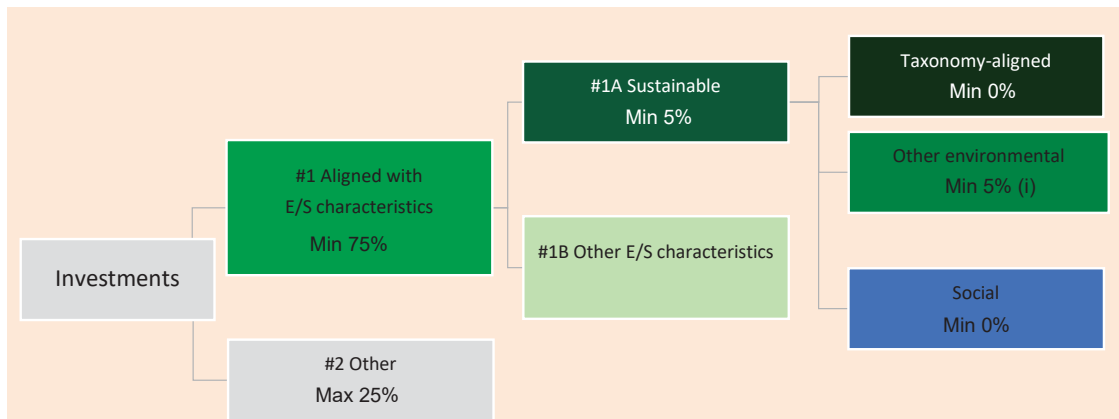 Investments
#1 Aligned with
E/S characteristics
Min 75%
#2 Other
Max 25%
#1A Sustainable
Min 5%
#1B Other E/S characteristics
Taxonomy-aligned
Min 0%
Other environmental
Min 5% (i)
Social
Min 0%